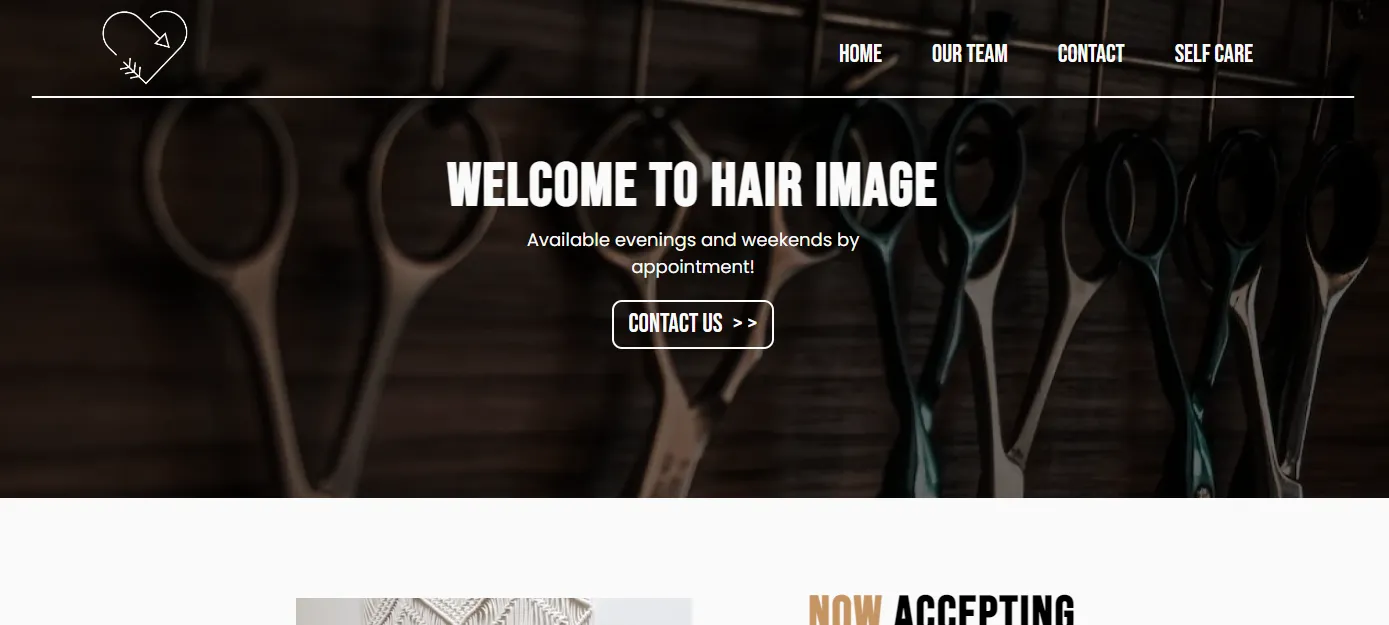 HOME OUR TEAM CONTACT SELF CARE
WELCOME TO HAIR IMAGE
Available evenings and weekends by
appointment!
CONTACT US >>
NOW ACCEPTING